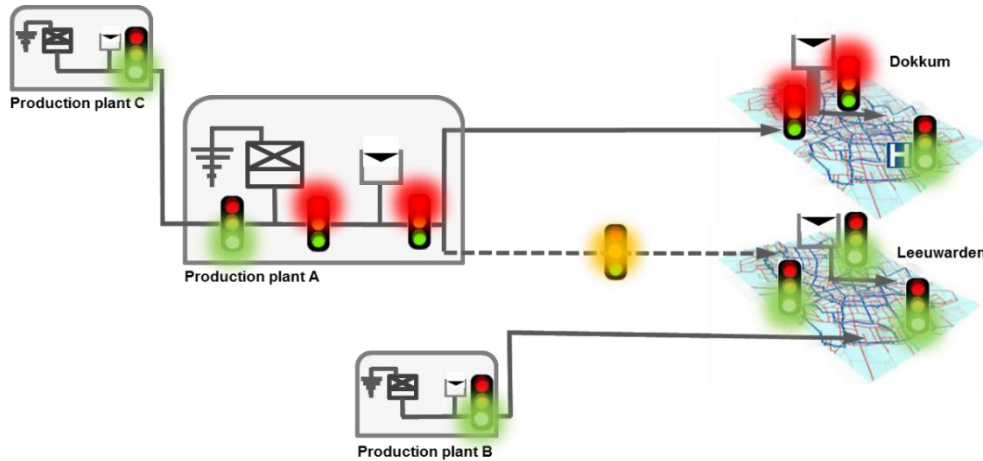 Production plant C
Dokkum
H
Production plant A
Leeuwarden
Production plant B